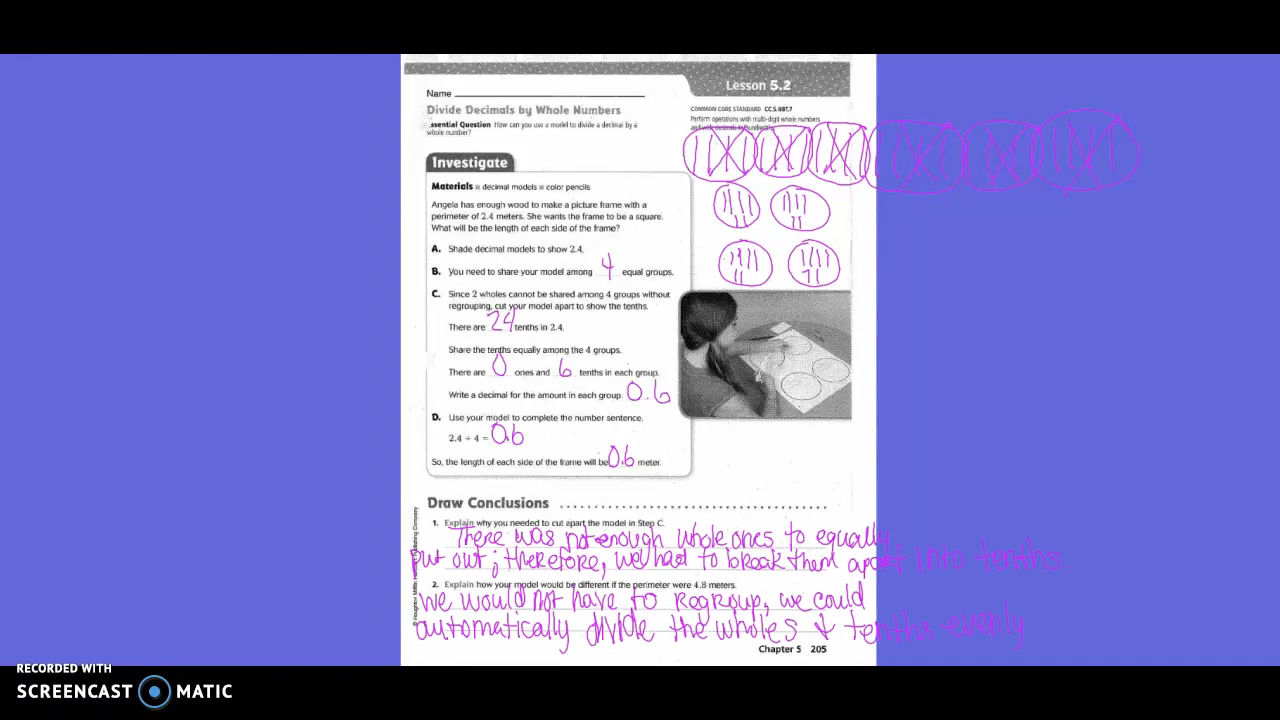 Lesson 5.2
Name
Divide Decimals by Whole Numbers
COMMON CORE STANDARD CC.5.NBT.7
Perform operations with multi-digit whole numbers
and with decimals to hundredths.
Essential Question How can you use a model to divide a decimal by a
whole number?
Investigate
Materials ■ decimal models ■ color pencils
Angela has enough wood to make a picture frame with a
perimeter of 2.4 meters. She wants the frame to be a square.
What will be the length of each side of the frame?
A. Shade decimal models to show 2.4.
B. You need to share your model among 4 equal groups.
C. Since 2 wholes cannot be shared among 4 groups without
regrouping, cut your model apart to show the tenths.
There are 24 tenths in 2.4.
Share the tenths equally among the 4 groups.
There are 0 ones and 6 tenths in each group.
Write a decimal for the amount in each group. 0.6
D. Use your model to complete the number sentence.
2.4 ÷ 4 = 0.6
So, the length of each side of the frame will be 0.6 meter.
Draw Conclusions
1. Explain why you needed to cut apart the model in Step C.
There was not enough whole ones to equally
put out; therefore, we had to break them apart into tenths.
2. Explain how your model would be different if the perimeter were 4.8 meters.
we would not have to regroup, we could
automatically divide the wholes & tenths evenly
Chapter 5 205
RECORDED WITH
SCREENCAST MATIC